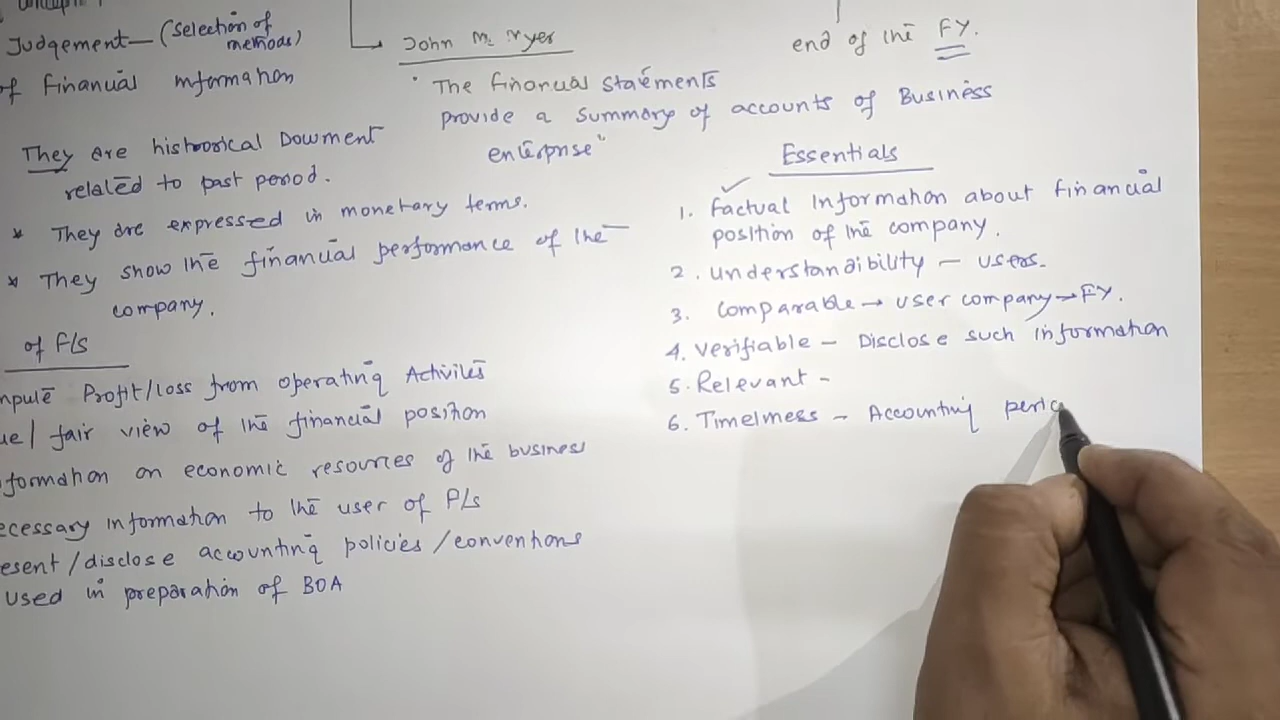 Judgement— (Selection of
methods)
of financial information
They are historical Document
related to past period.
* They are expressed in monetary terms.
* They show the financial performance of the
company.
of F/s
Profit/loss from operating Activites
fair view of the financial position
on economic resources of the business
information to the user of F/s
disclose accounting policies /conventions
used in preparation of BOA
John
" The financial statements
provide a summary of accounts of Business
enterprise"
end of the FY.
Essentials
1. Factual Information about financial
position of the company.
2. Understandibility – users.
3. Comparable → user company → FY.
4. Verifiable – Disclose such information
5. Relevant –
6. Timelmess – Accounting